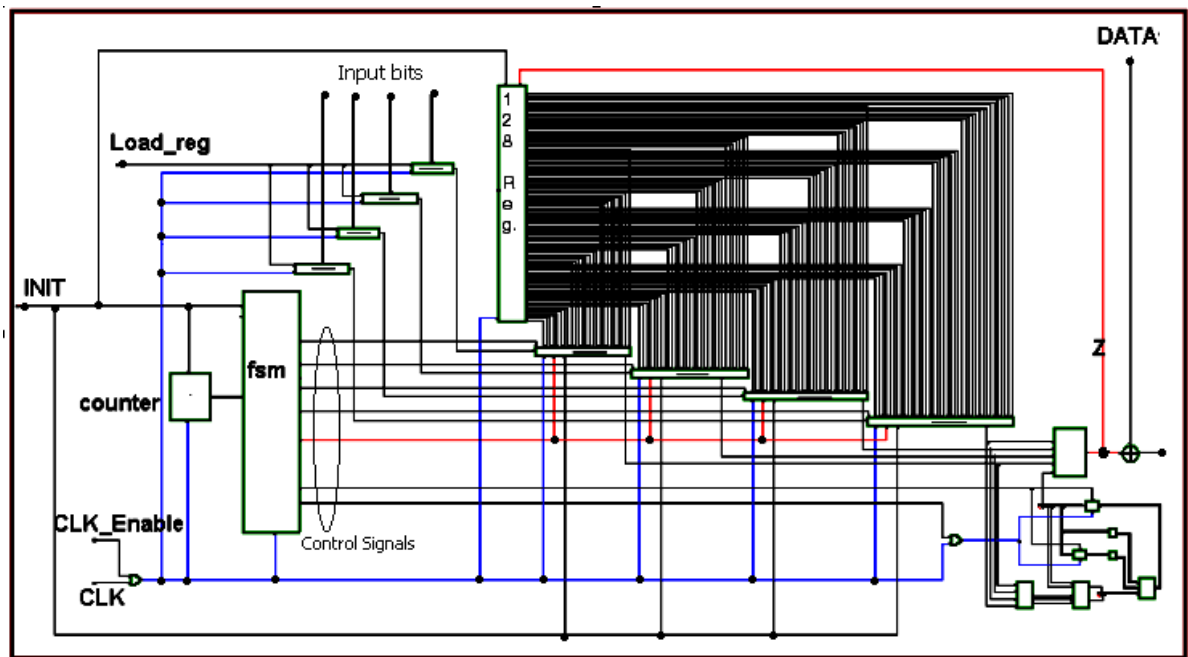 DATA
Input bits
1
2
8
R
e
g.
Load_reg
INIT
fsm
counter
Z
CLK_Enable
Control Signals
CLK